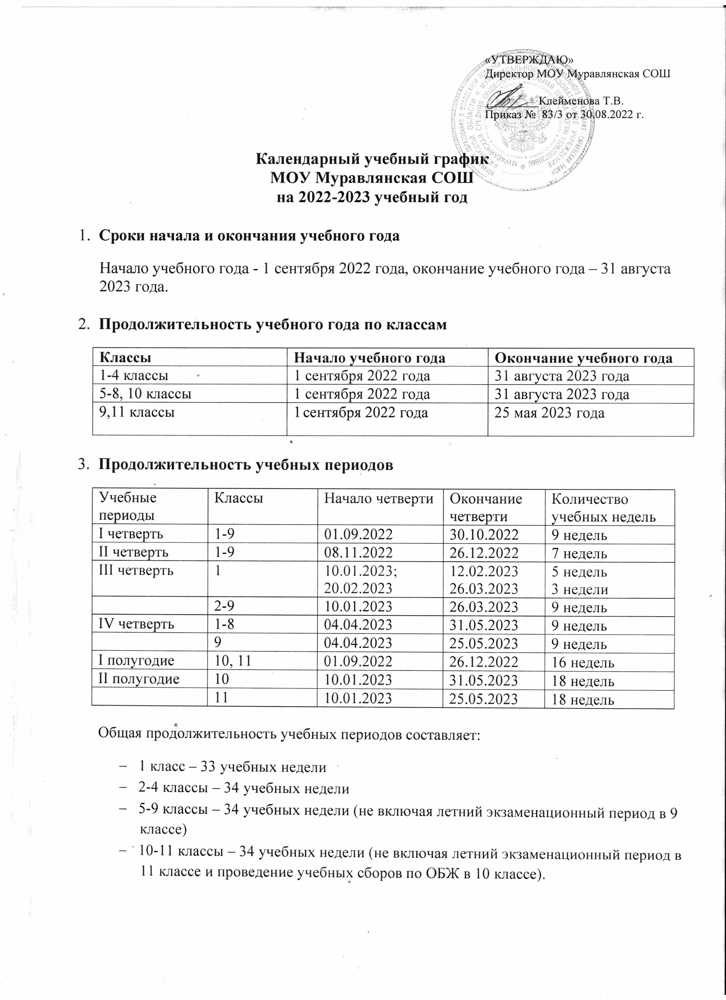 «УТВЕРЖДАЮ»
Директор МОУ Муравлянская СОШ
Клейменова Т.В.
Приказ № 83/3 от 30.08.2022 г.
Календарный учебный график
МОУ Муравлянская СОШ
на 2022-2023 учебный год
1. Сроки начала и окончания учебного года
Начало учебного года - 1 сентября 2022 года, окончание учебного года – 31 августа
2023 года.
2. Продолжительность учебного года по классам
Классы Начало учебного года Окончание учебного года
1-4 классы 1 сентября 2022 года 31 августа 2023 года
5-8, 10 классы 1 сентября 2022 года 31 августа 2023 года
9,11 классы 1 сентября 2022 года 25 мая 2023 года
3. Продолжительность учебных периодов
Учебные Классы Начало четверти Окончание Количество
периоды четверти учебных недель
I четверть 1-9 01.09.2022 30.10.2022 9 недель
II четверть 1-9 08.11.2022 26.12.2022 7 недель
III четверть 1 10.01.2023; 12.02.2023 5 недель
20.02.2023 26.03.2023 3 недели
2-9 10.01.2023 26.03.2023 9 недель
IV четверть 1-8 04.04.2023 31.05.2023 9 недель
9 04.04.2023 25.05.2023 9 недель
I полугодие 10, 11 01.09.2022 26.12.2022 16 недель
II полугодие 10 10.01.2023 31.05.2023 18 недель
11 10.01.2023 25.05.2023 18 недель
Общая продолжительность учебных периодов составляет:
– 1 класс – 33 учебных недели
– 2-4 классы – 34 учебных недели
– 5-9 классы – 34 учебных недели (не включая летний экзаменационный период в 9
классе)
– 10-11 классы – 34 учебных недели (не включая летний экзаменационный период в
11 классе и проведение учебных сборов по ОБЖ в 10 классе).